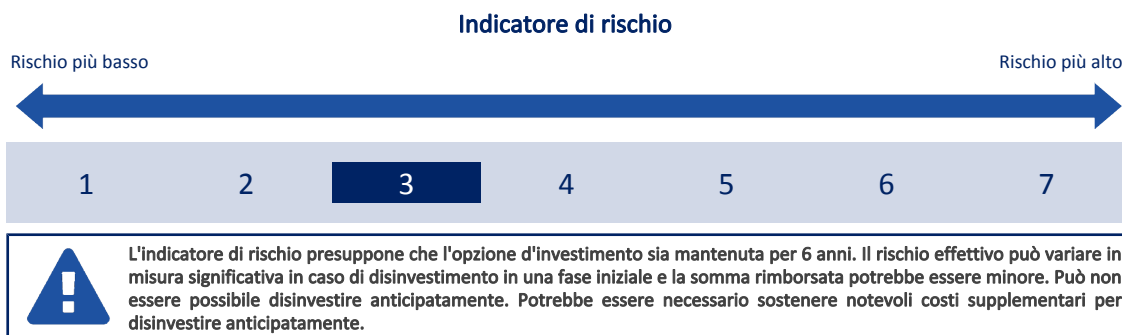 Indicatore di rischio
Rischio più basso
Rischio più alto
1 2 3 4 5 6 7
L'indicatore di rischio presuppone che l'opzione d'investimento sia mantenuta per 6 anni. Il rischio effettivo può variare in
misura significativa in caso di disinvestimento in una fase iniziale e la somma rimborsata potrebbe essere minore. Può non
essere possibile disinvestire anticipatamente. Potrebbe essere necessario sostenere notevoli costi supplementari per
disinvestire anticipatamente.